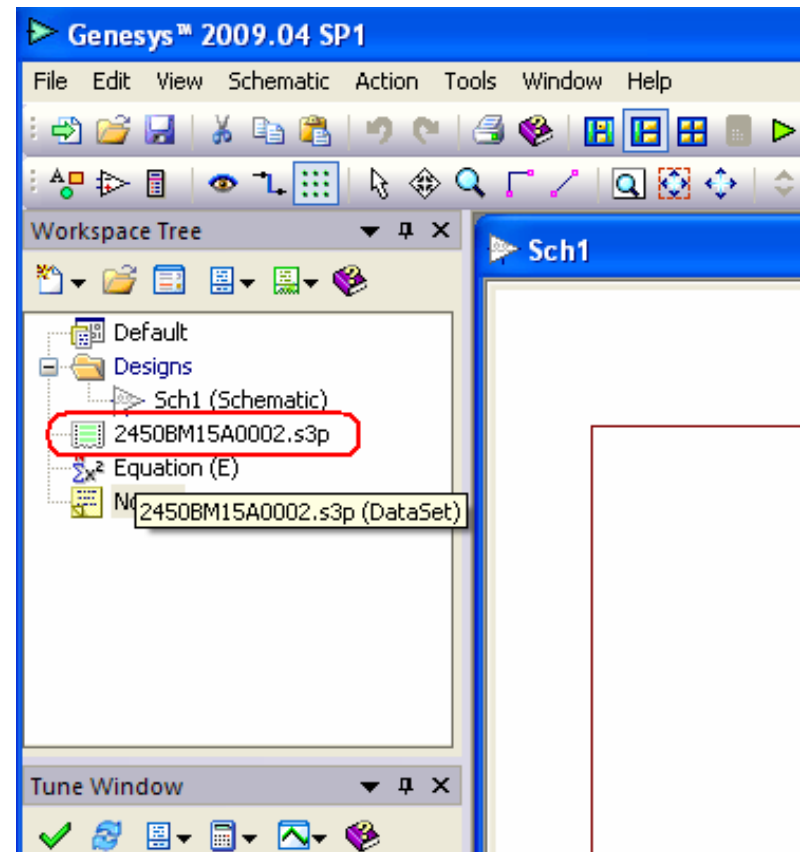 Genesys™ 2009.04 SP1
File Edit View Schematic Action Tools Window Help
Workspace Tree
Sch1
Default
Designs
Sch1 (Schematic)
2450BM15A0002.s3p
Equation (E)
2450BM15A0002.s3p (DataSet)
Tune Window